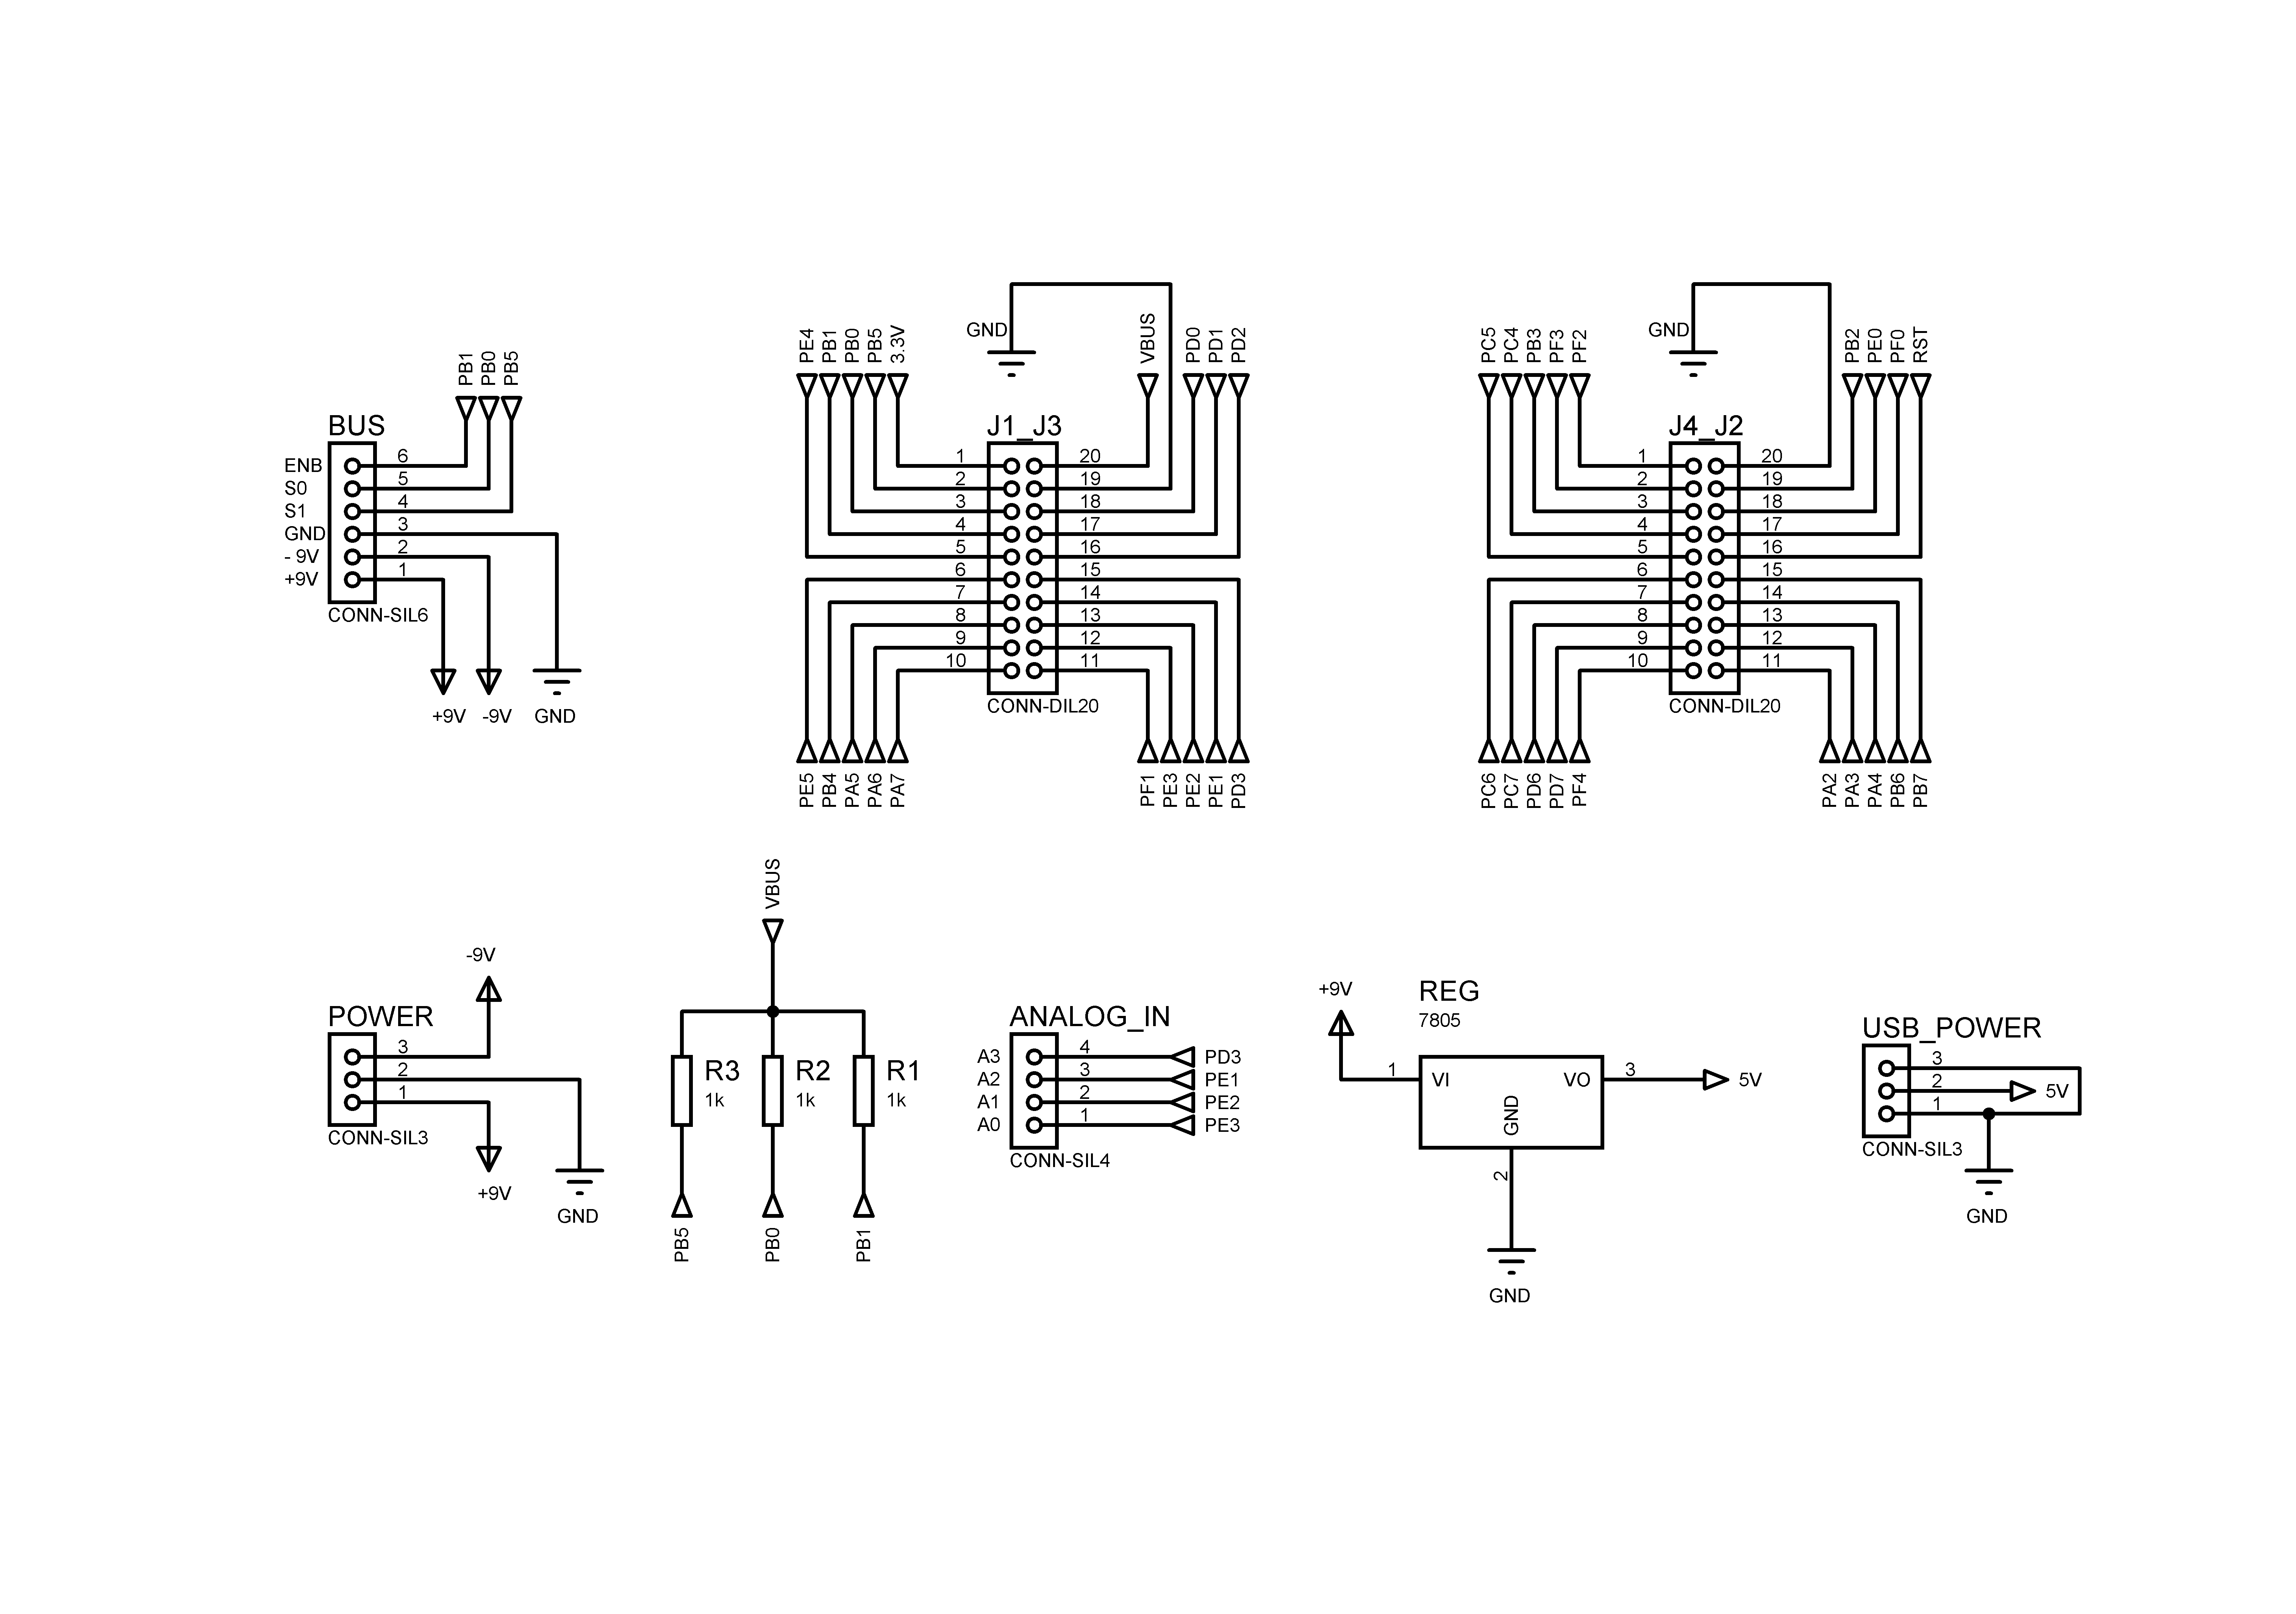 PB1
PB0
PB5
BUS
ENB
6
S0
5
S1
4
GND
3
- 9V
2
+9V
1
CONN-SIL6
+9V
-9V
GND
PE4
PB1
PB0
PB5
3.3V
GND
VBUS
PD0
PD1
PD2
J1_J3
1
20
2
19
3
18
4
17
5
16
6
15
7
14
8
13
9
12
10
11
CONN-DIL20
PE5
PB4
PA5
PA6
PA7
PF1
PE3
PE2
PE1
PD3
PC5
PC4
PB3
PF3
PF2
GND
PB2
PE0
PF0
RST
J4_J2
1
20
2
19
3
18
4
17
5
16
6
15
7
14
8
13
9
12
10
11
CONN-DIL20
PC6
PC7
PD6
PD7
PF4
PA2
PA3
PA4
PB6
PB7
-9V
POWER
3
2
1
CONN-SIL3
+9V
GND
VBUS
R3
1k
R2
1k
R1
1k
PB5
PB0
PB1
ANALOG_IN
A3
4
PD3
A2
3
PE1
A1
2
PE2
A0
1
PE3
CONN-SIL4
+9V
REG
7805
1
VI
VO
3
5V
GND
2
GND
USB_POWER
3
2
5V
1
CONN-SIL3
GND